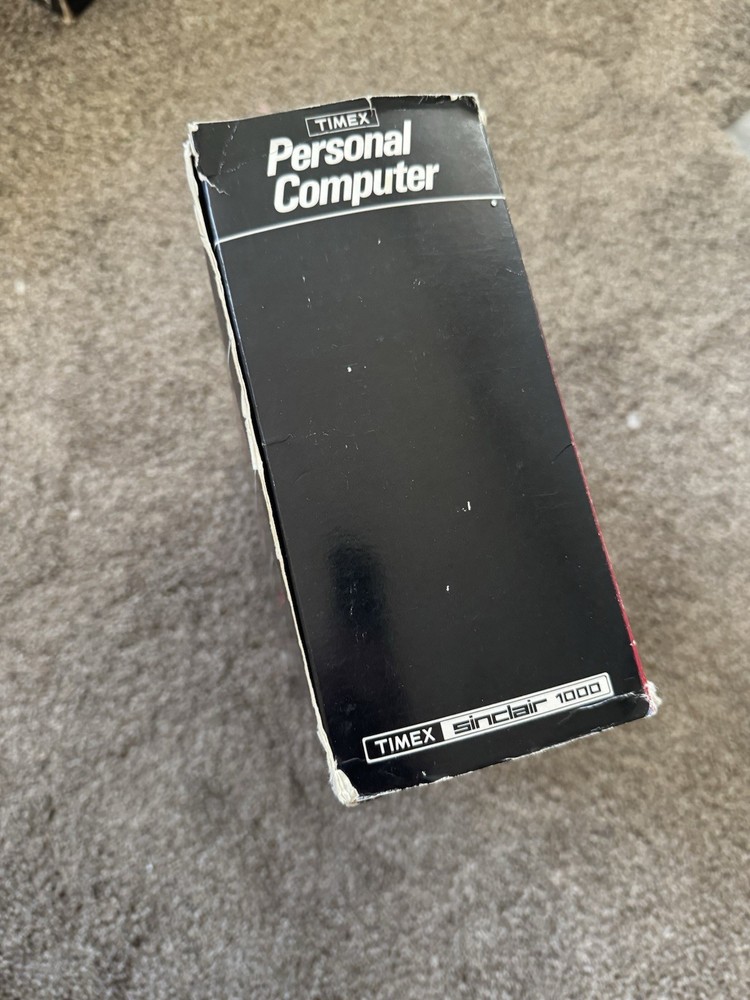 TIMEX
Personal
Computer
TIMEX sinclair 1000